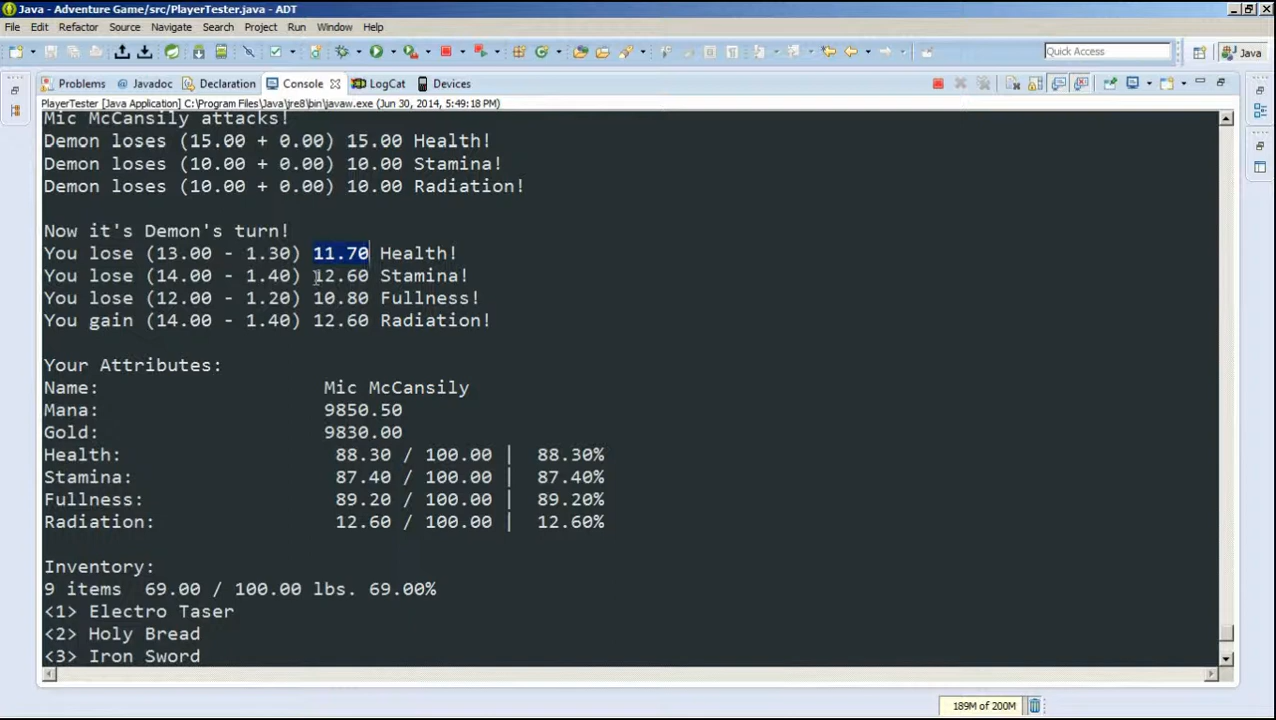 Java - Adventure Game/src/PlayerTester.java - ADT
File Edit Refactor Source Navigate Search Project Run Window Help
Quick Access
Java
Problems Javadoc Declaration Console LogCat Devices
PlayerTester [Java Application] C:\Program Files\Java\jre8\bin\javaw.exe (Jun 30, 2014, 5:49:18 PM)
Mic McCansily attacks!
Demon loses (15.00 + 0.00) 15.00 Health!
Demon loses (10.00 + 0.00) 10.00 Stamina!
Demon loses (10.00 + 0.00) 10.00 Radiation!
Now it's Demon's turn!
You lose (13.00 - 1.30) 11.70 Health!
You lose (14.00 - 1.40) 12.60 Stamina!
You lose (12.00 - 1.20) 10.80 Fullness!
You gain (14.00 - 1.40) 12.60 Radiation!
Your Attributes:
Name: Mic McCansily
Mana: 9850.50
Gold: 9830.00
Health: 88.30 / 100.00 | 88.30%
Stamina: 87.40 / 100.00 | 87.40%
Fullness: 89.20 / 100.00 | 89.20%
Radiation: 12.60 / 100.00 | 12.60%
Inventory:
9 items 69.00 / 100.00 lbs. 69.00%
<1> Electro Taser
<2> Holy Bread
<3> Iron Sword
189M of 200M